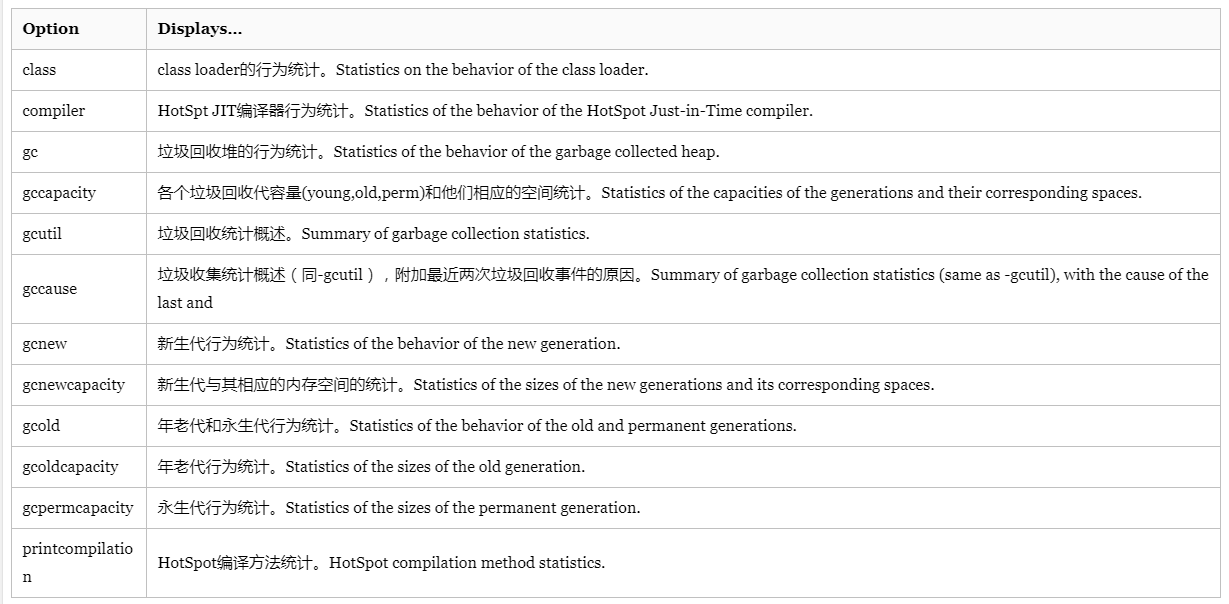 Option Displays...
class class loader的行为统计。Statistics on the behavior of the class loader.
compiler HotSpt JIT编译器行为统计。Statistics of the behavior of the HotSpot Just-in-Time compiler.
gc 垃圾回收堆的行为统计。Statistics of the behavior of the garbage collected heap.
gccapacity 各个垃圾回收代容量(young,old,perm)和他们相应的空间统计。Statistics of the capacities of the generations and their corresponding spaces.
gcutil 垃圾回收统计概述。Summary of garbage collection statistics.
gccause 垃圾收集统计概述（同-gcutil），附加最近两次垃圾回收事件的原因。Summary of garbage collection statistics (same as -gcutil), with the cause of the
last and
gcnew 新生代行为统计。Statistics of the behavior of the new generation.
gcnewcapacity 新生代与其相应的内存空间的统计。Statistics of the sizes of the new generations and its corresponding spaces.
gcold 年老代和永生代行为统计。Statistics of the behavior of the old and permanent generations.
gcoldcapacity 年老代行为统计。Statistics of the sizes of the old generation.
gcpermcapacity 永生代行为统计。Statistics of the sizes of the permanent generation.
printcompilatio
n
HotSpot编译方法统计。HotSpot compilation method statistics.